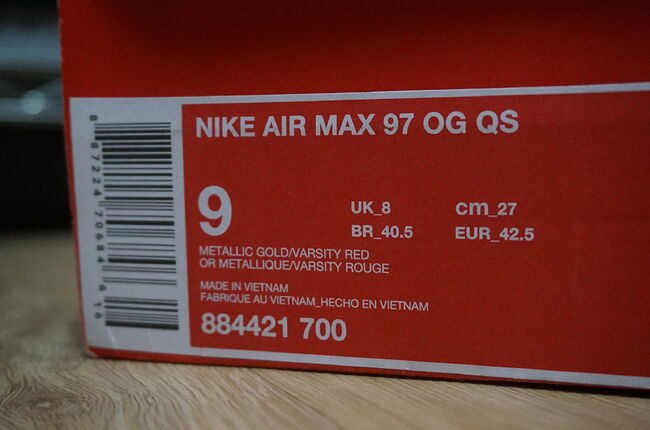 NIKE AIR MAX 97 OG QS
9
UK_8 cm_27
BR_40.5 EUR_42.5
METALLIC GOLD/VARSITY RED
OR METALLIQUE/VARSITY ROUGE
MADE IN VIETNAM
FABRIQUE AU VIETNAM_HECHO EN VIETNAM
884421 700